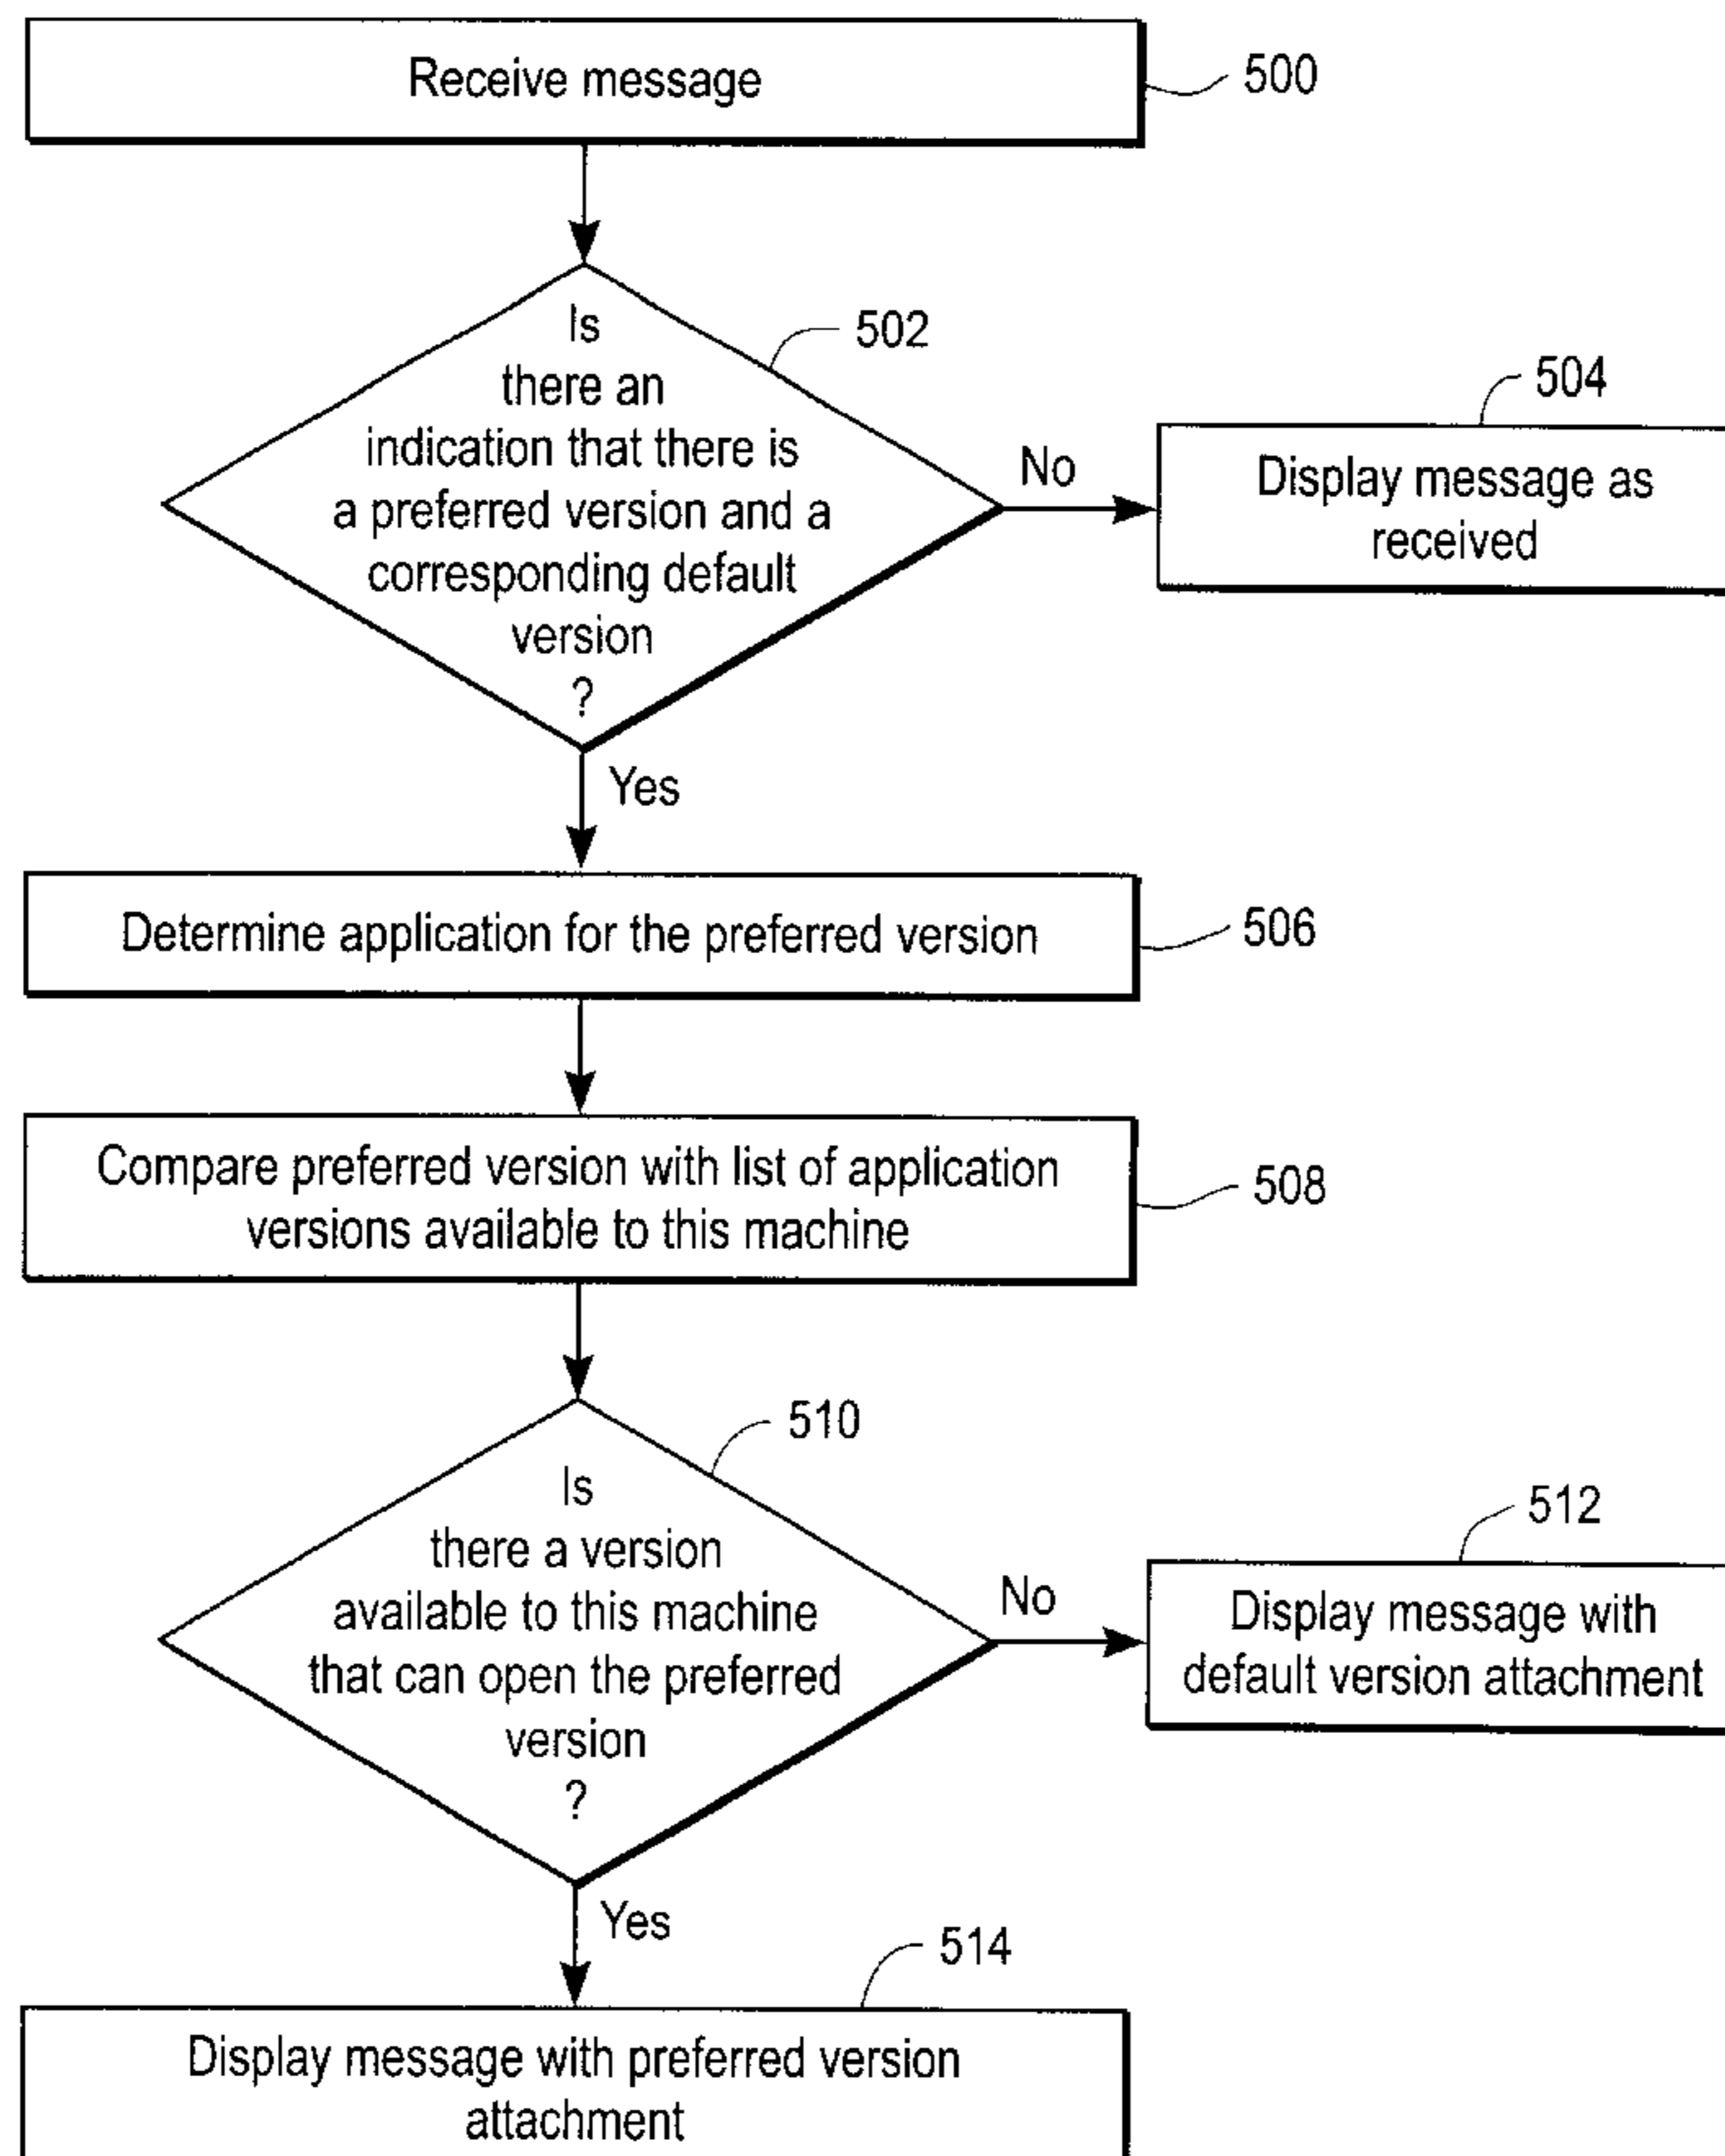 Receive message
500
Is
there an
indication that there is
a preferred version and a
corresponding default
version
?
502
No
504
Display message as
received
Yes
Determine application for the preferred version
506
Compare preferred version with list of application
versions available to this machine
508
Is
there a version
available to this machine
that can open the preferred
version
?
510
No
512
Display message with
default version attachment
Yes
514
Display message with preferred version
attachment